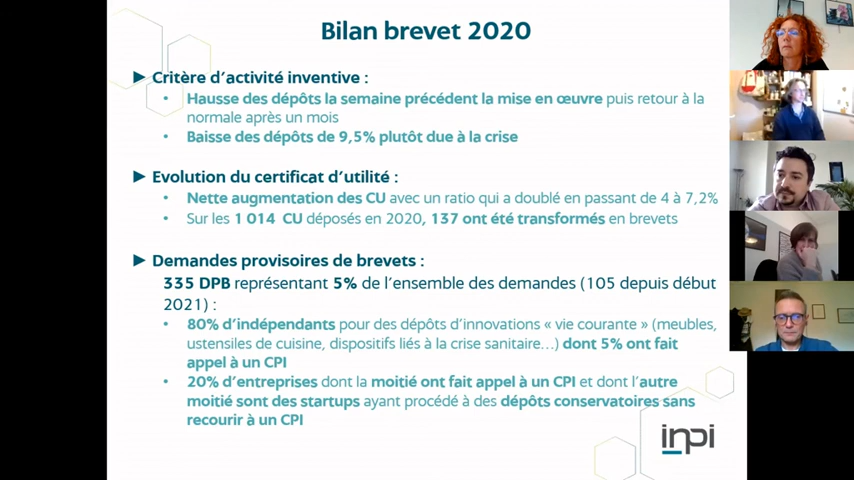 Bilan brevet 2020
► Critère d'activité inventive :
• Hausse des dépôts la semaine précédent la mise en œuvre puis retour à la
normale après un mois
• Baisse des dépôts de 9,5% plutôt due à la crise
► Evolution du certificat d'utilité :
• Nette augmentation des CU avec un ratio qui a doublé en passant de 4 à 7,2%
• Sur les 1 014 CU déposés en 2020, 137 ont été transformés en brevets
► Demandes provisoires de brevets :
335 DPB représentant 5% de l'ensemble des demandes (105 depuis début
2021) :
• 80% d'indépendants pour des dépôts d'innovations « vie courante » (meubles,
ustensiles de cuisine, dispositifs liés à la crise sanitaire…) dont 5% ont fait
appel à un CPI
• 20% d'entreprises dont la moitié ont fait appel à un CPI et dont l'autre
moitié sont des startups ayant procédé à des dépôts conservatoires sans
recourir à un CPI
inpi